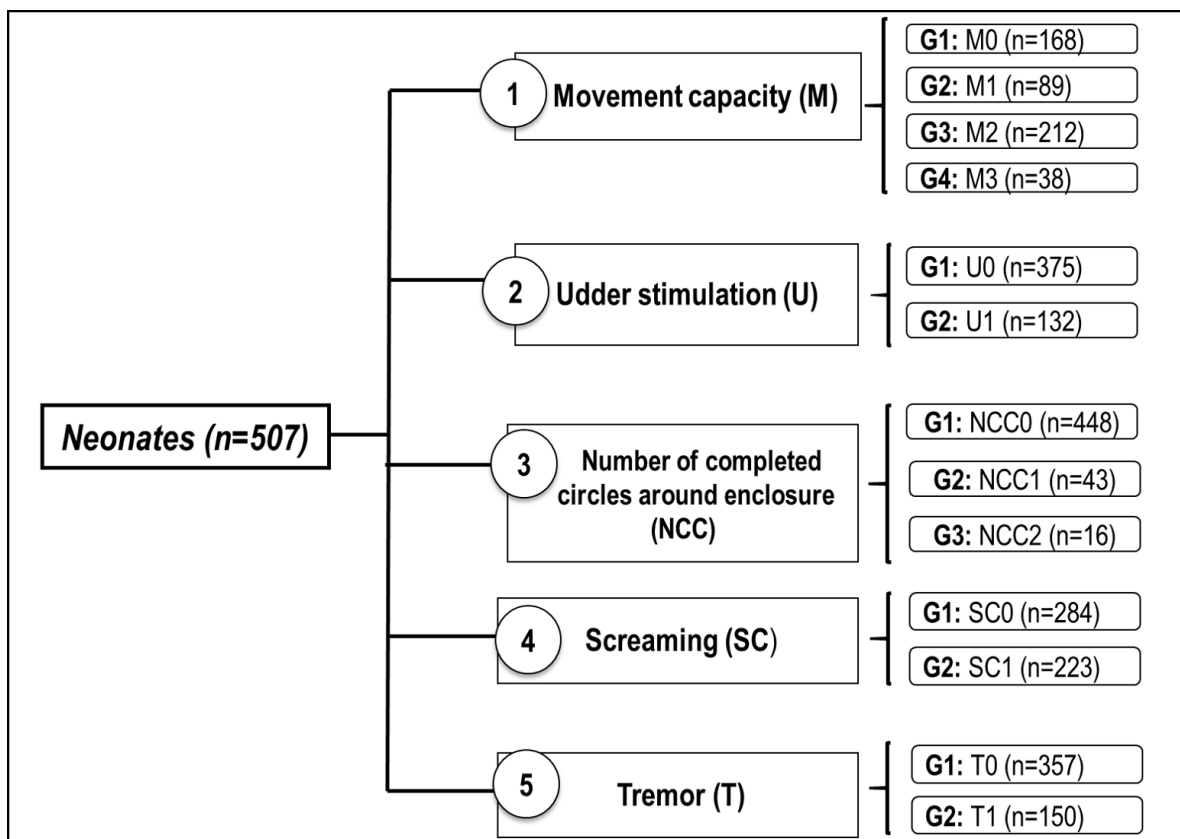 Neonates (n=507)
1
Movement capacity (M)
G1: M0 (n=168)
G2: M1 (n=89)
G3: M2 (n=212)
G4: M3 (n=38)
2
Udder stimulation (U)
G1: U0 (n=375)
G2: U1 (n=132)
3
Number of completed
circles around enclosure
(NCC)
G1: NCC0 (n=448)
G2: NCC1 (n=43)
G3: NCC2 (n=16)
4
Screaming (SC)
G1: SC0 (n=284)
G2: SC1 (n=223)
5
Tremor (T)
G1: T0 (n=357)
G2: T1 (n=150)